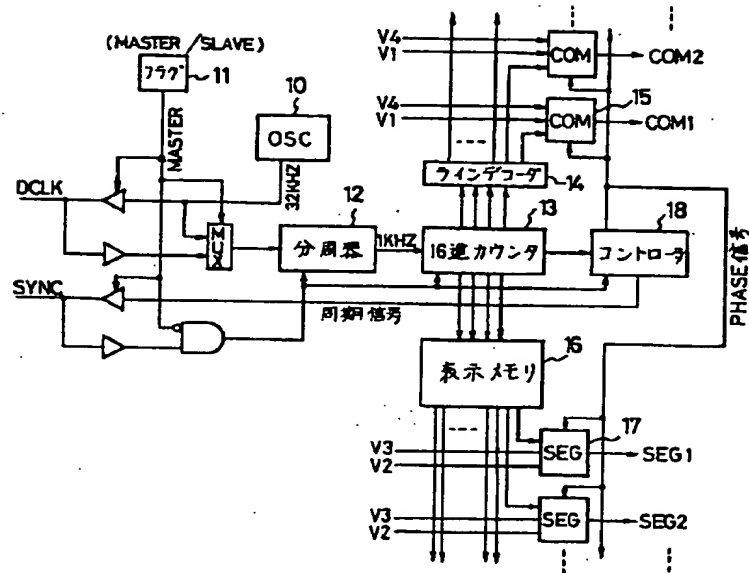 (MASTER/SLAVE)
フラグ
11
MASTER
10
OSC
32KHZ
DCLK
MUX
12
分周器
1KHZ
13
16進カウンタ
18
コントローラ
SYNC
同期信号
PHASE信号
V4
V1
COM
COM2
V4
V1
COM
15
COM1
ラインデコーダ
14
16
表示メモリ
17
V3
V2
SEG
SEG1
V3
V2
SEG
SEG2